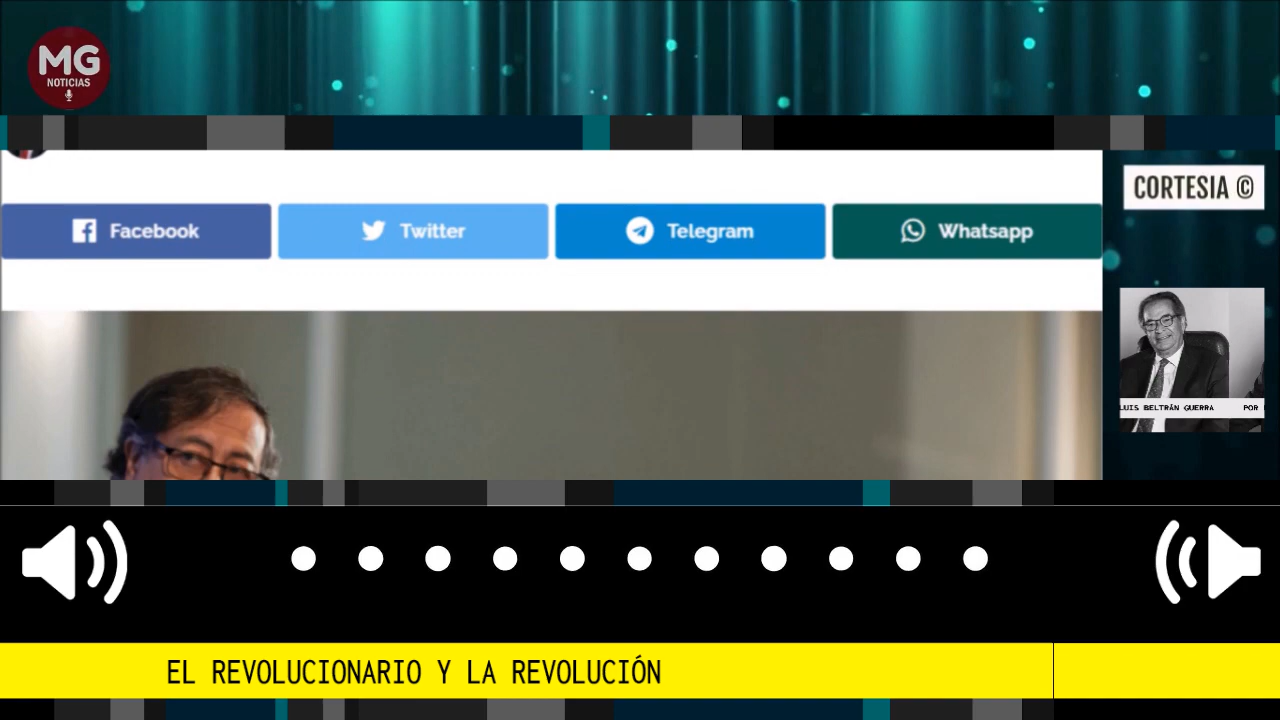 MG
NOTICIAS
CORTESIA ©
Facebook
Twitter
Telegram
Whatsapp
LUIS BELTRÁN GUERRA POR
EL REVOLUCIONARIO Y LA REVOLUCIÓN